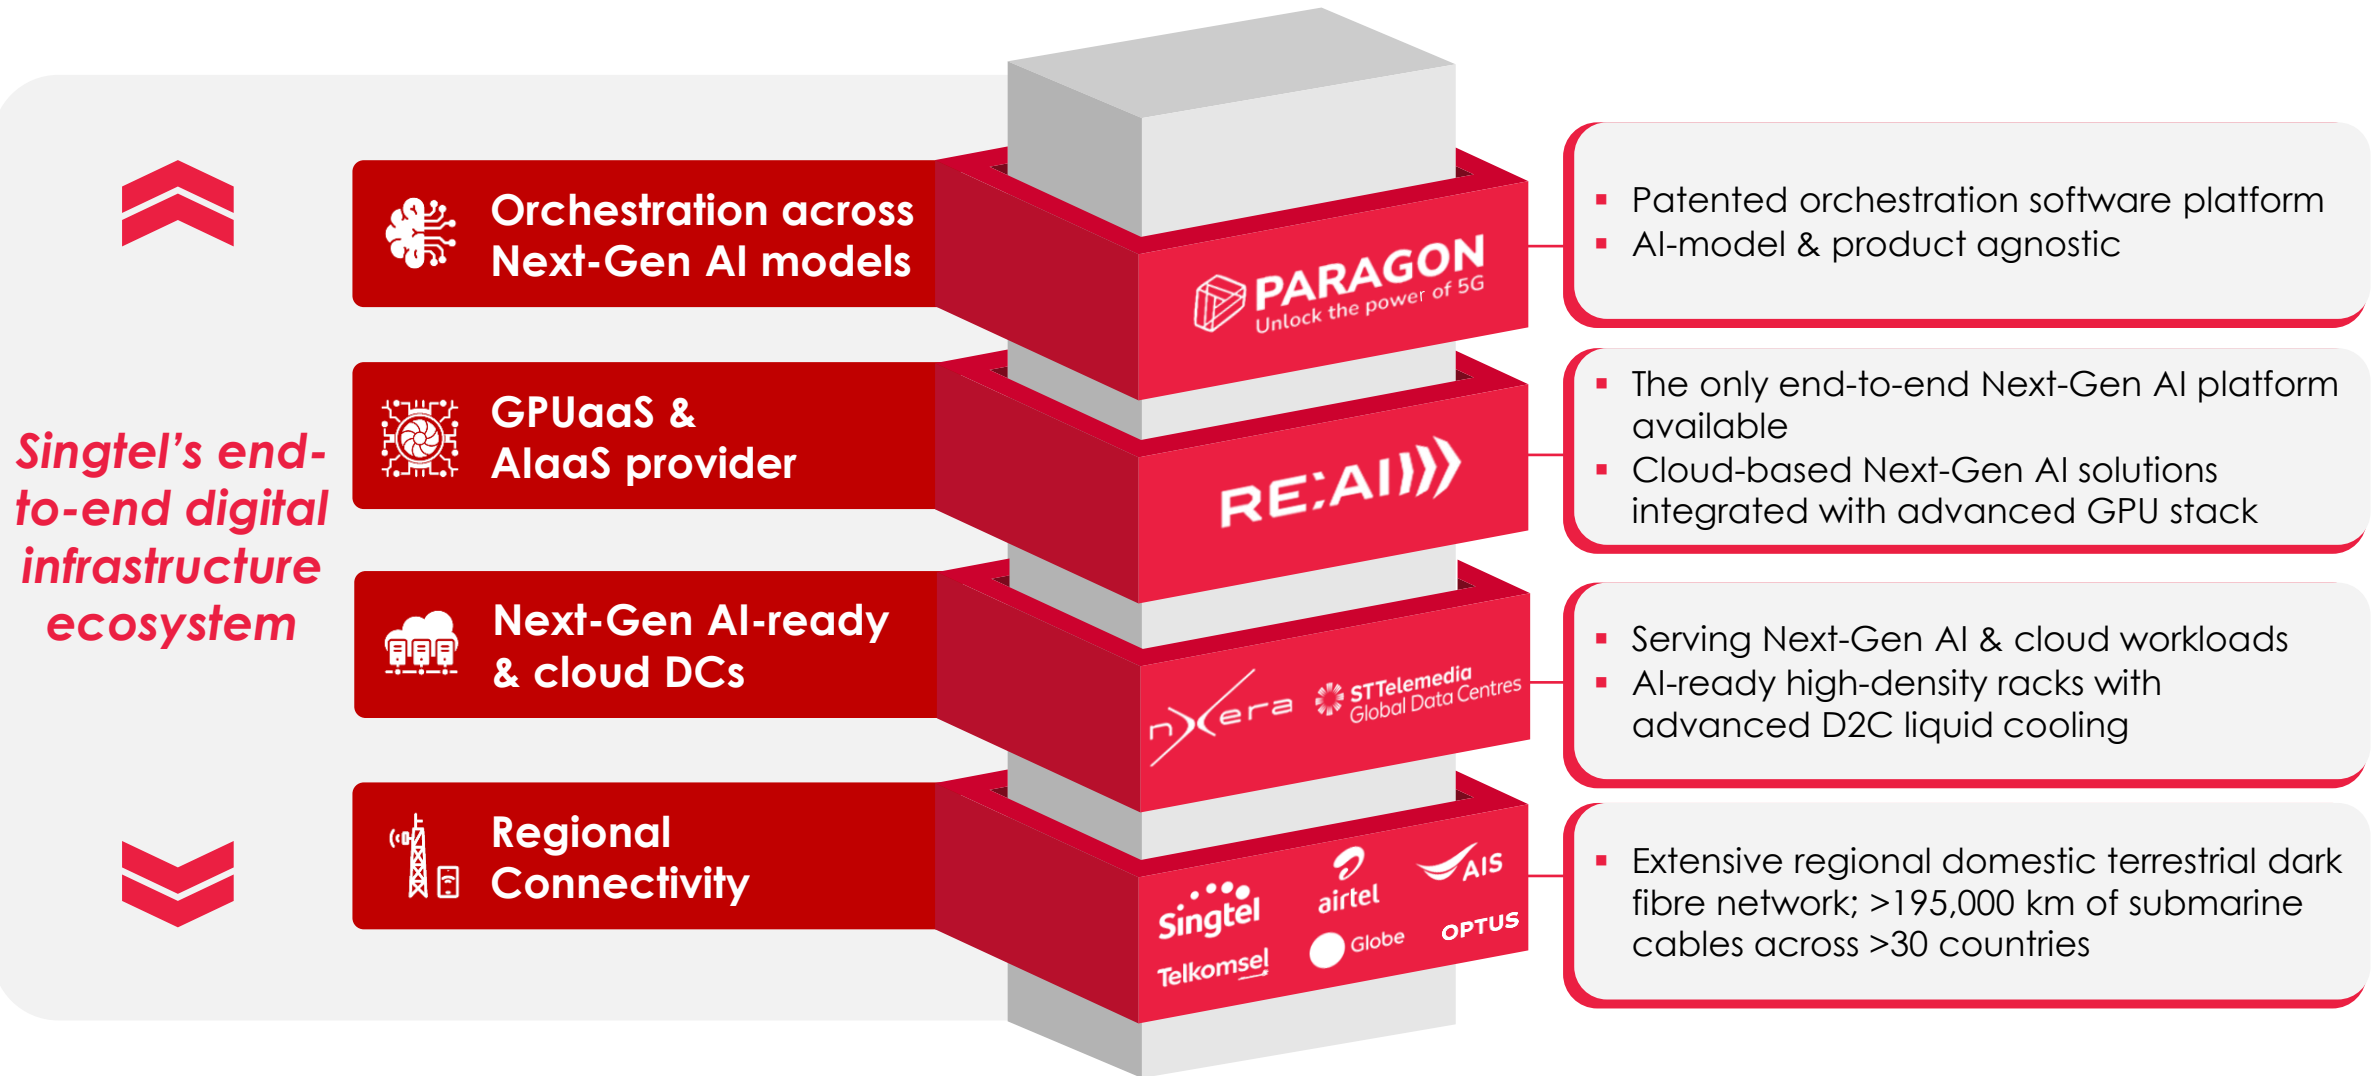 Singtel’s end-
to-end digital
infrastructure
ecosystem
Orchestration across
Next-Gen AI models
PARAGON
Unlock the power of 5G
▪ Patented orchestration software platform
▪ AI-model & product agnostic
GPUaaS &
AIaaS provider
RE:AI
▪ The only end-to-end Next-Gen AI platform
available
▪ Cloud-based Next-Gen AI solutions
integrated with advanced GPU stack
Next-Gen AI-ready
& cloud DCs
nxera
STTelemedia
Global Data Centres
▪ Serving Next-Gen AI & cloud workloads
▪ AI-ready high-density racks with
advanced D2C liquid cooling
Regional
Connectivity
Singtel
airtel
AIS
Telkomsel
Globe
OPTUS
▪ Extensive regional domestic terrestrial dark
fibre network; >195,000 km of submarine
cables across >30 countries